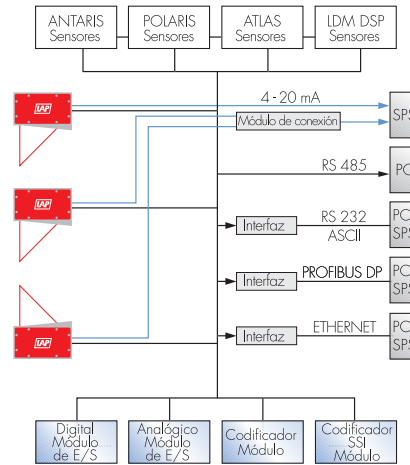 ANTARIS
Sensores
POLARIS
Sensores
ATLAS
Sensores
LDM DSP
Sensores
4-20 mA
Módulo de conexión
SPS
LAP
RS 485
PC
LAP
Interfaz
RS 232
ASCII
PC
SPS
Interfaz
PROFIBUS DP
PC
SPS
LAP
Interfaz
ETHERNET
PC
SPS
Digital
Módulo
de E/S
Analógico
Módulo
de E/S
Codificador
Módulo
Codificador
SSI
Módulo